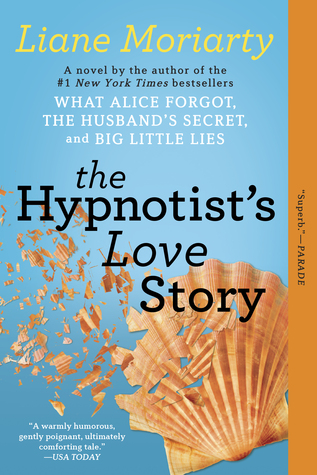 Liane Moriarty
A novel by the author of the
#1 New York Times bestsellers
WHAT ALICE FORGOT,
THE HUSBAND'S SECRET,
and BIG LITTLE LIES
the
Hypnotist's
Love
Story
"Superb."—PARADE
"A warmly humorous,
gently poignant, ultimately
comforting tale."
—USA TODAY